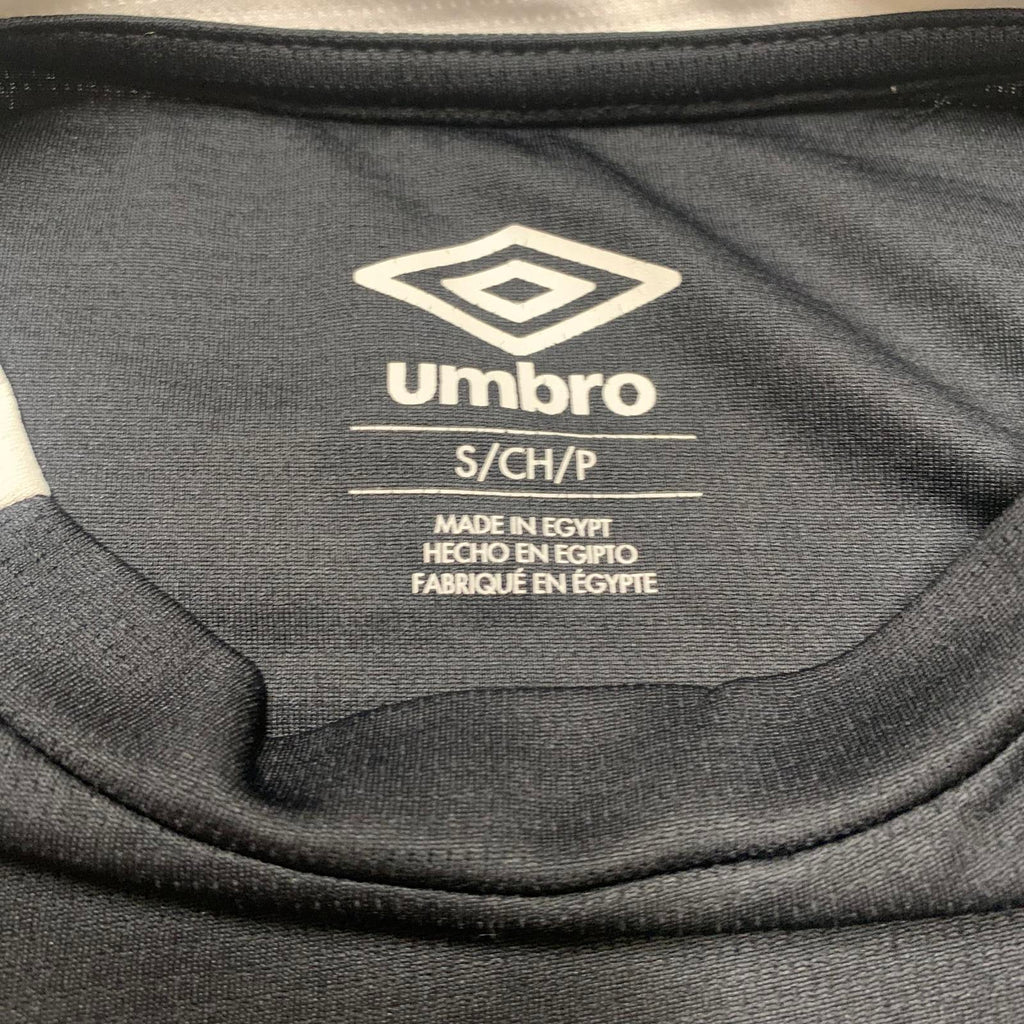 umbro
S/CH/P
MADE IN EGYPT
HECHO EN EGIPTO
FABRIQUÉ EN ÉGYPTE